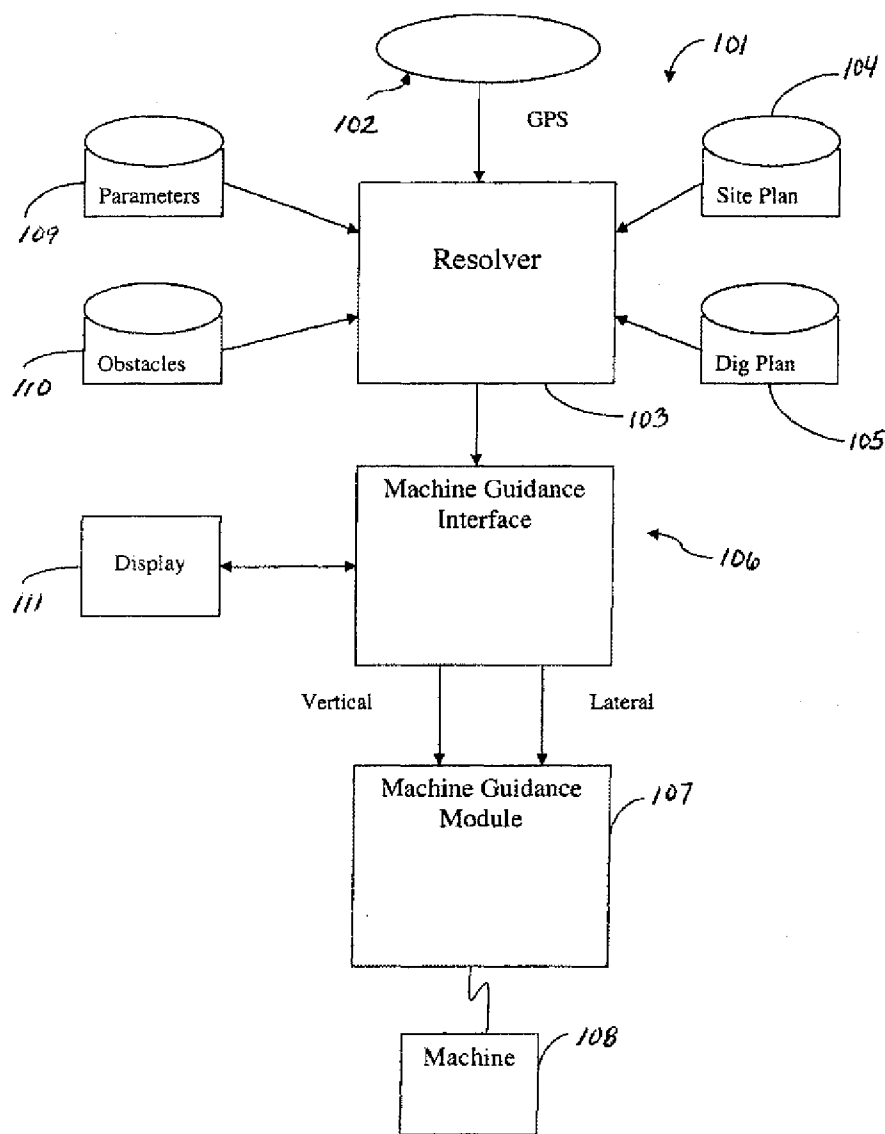 101
104
102
GPS
Parameters
Site Plan
109
Resolver
Obstacles
Dig Plan
110
103
105
Machine Guidance
Interface
Display
106
111
Vertical
Lateral
Machine Guidance
Module
107
Machine
108